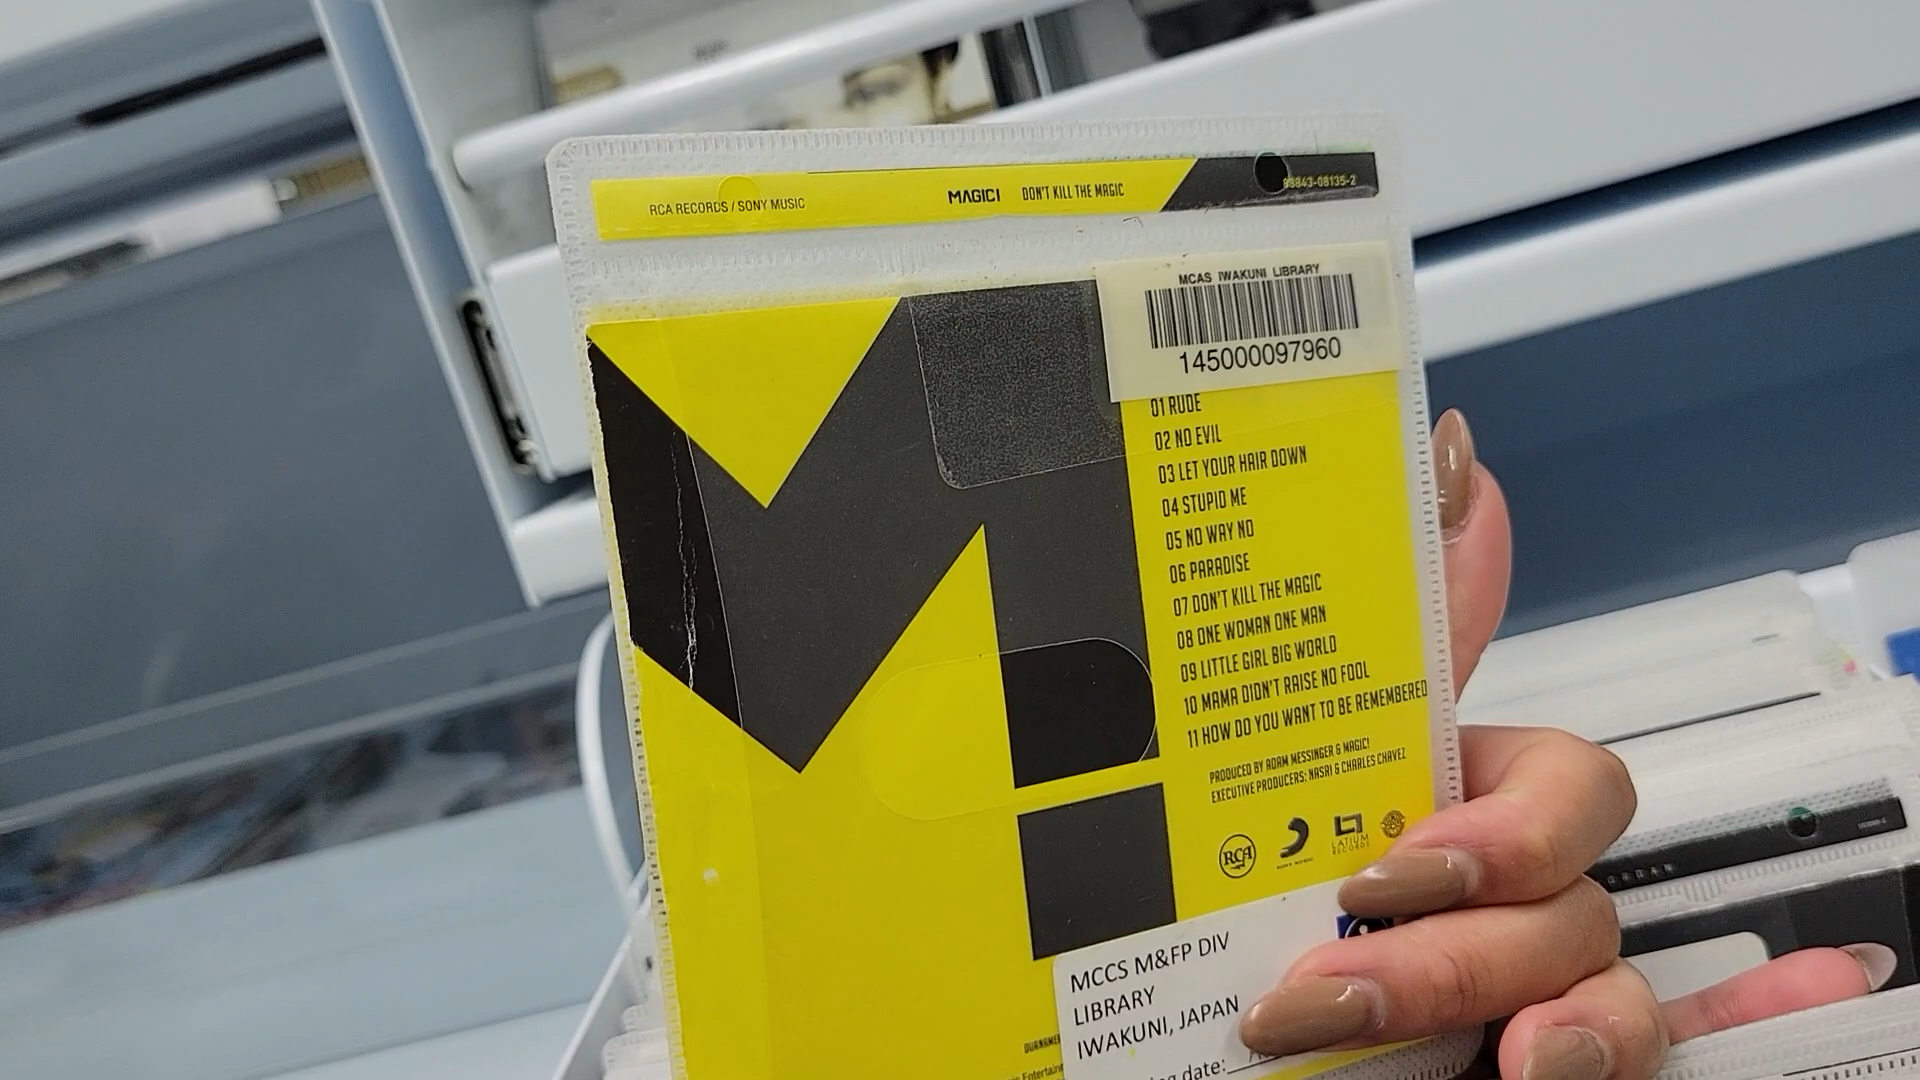 RCA RECORDS / SONY MUSIC MAGIC! DON'T KILL THE MAGIC 88843-08135-2
MCAS IWAKUNI LIBRARY
145000097960
01 RUDE
02 NO EVIL
03 LET YOUR HAIR DOWN
04 STUPID ME
05 NO WAY NO
06 PARADISE
07 DON'T KILL THE MAGIC
08 ONE WOMAN ONE MAN
09 LITTLE GIRL BIG WORLD
10 MAMA DIDN'T RAISE NO FOOL
11 HOW DO YOU WANT TO BE REMEMBERED
PRODUCED BY ADAM MESSINGER & MAGIC!
EXECUTIVE PRODUCERS: NASRI & CHARLES CHAVEZ
RCA
SONY MUSIC
LATIUM
RECORDS
MCCS M&FP DIV
LIBRARY
IWAKUNI, JAPAN
date: